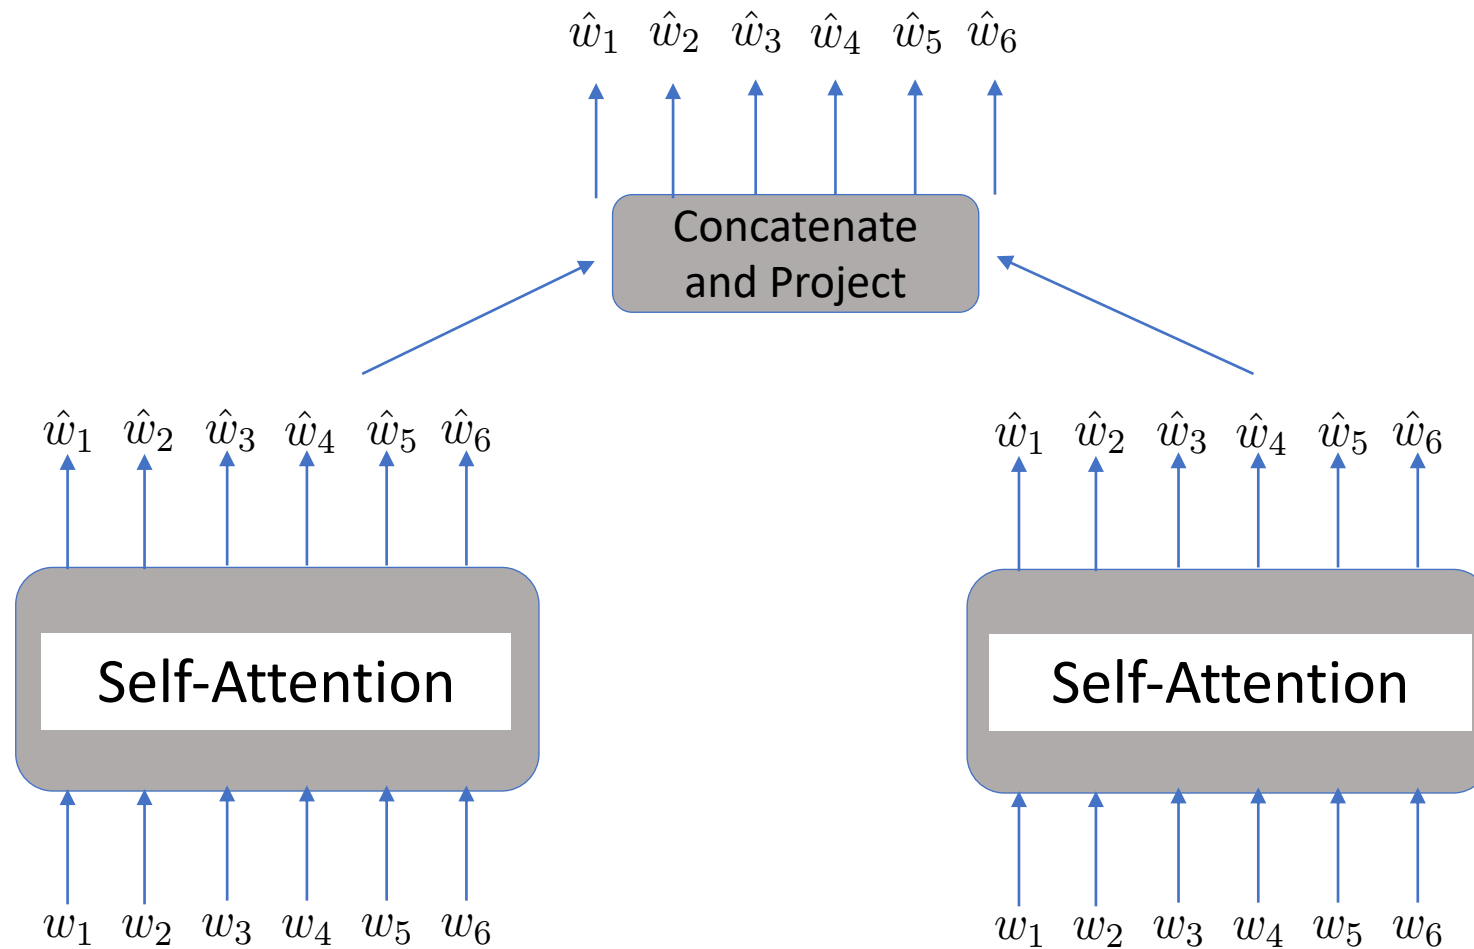 ŵ₁ ŵ₂ ŵ₃ ŵ₄ ŵ₅ ŵ₆
Concatenate
and Project
ŵ₁ ŵ₂ ŵ₃ ŵ₄ ŵ₅ ŵ₆
ŵ₁ ŵ₂ ŵ₃ ŵ₄ ŵ₅ ŵ₆
Self-Attention
Self-Attention
w₁ w₂ w₃ w₄ w₅ w₆
w₁ w₂ w₃ w₄ w₅ w₆